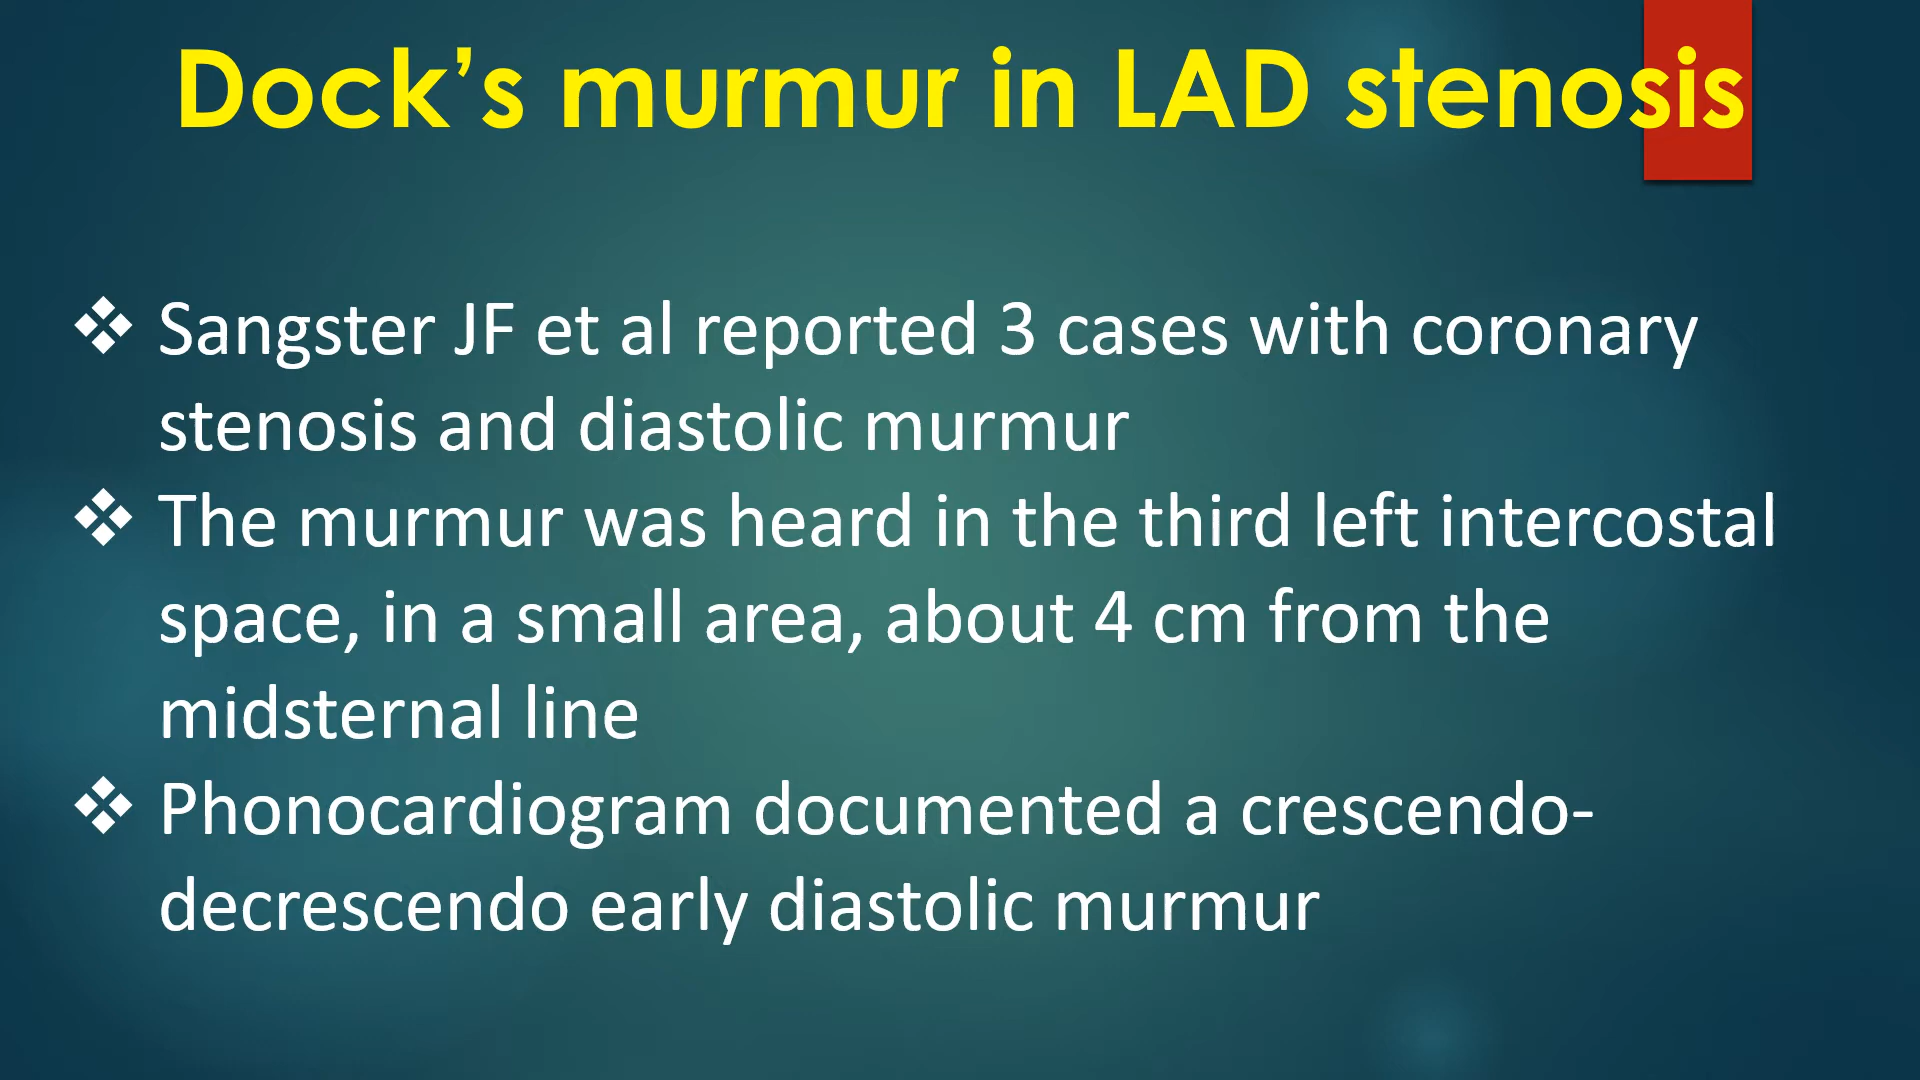 Dock’s murmur in LAD stenosis
❖ Sangster JF et al reported 3 cases with coronary
stenosis and diastolic murmur
❖ The murmur was heard in the third left intercostal
space, in a small area, about 4 cm from the
midsternal line
❖ Phonocardiogram documented a crescendo-
decrescendo early diastolic murmur